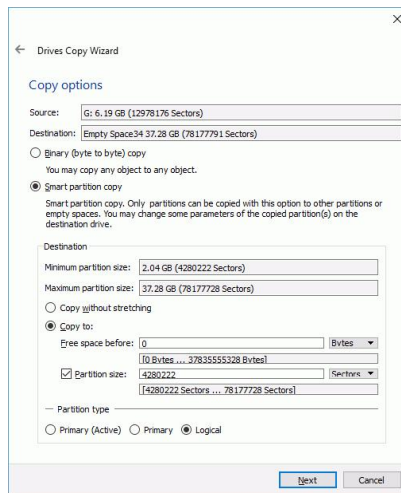 Drives Copy Wizard
Copy options
Source: G: 6.19 GB (12978176 Sectors)
Destination: Empty Space34 37.28 GB (78177791 Sectors)
Binary (byte to byte) copy
You may copy any object to any object.
Smart partition copy
Smart partition copy. Only partitions can be copied with this option to other partitions or
empty spaces. You may change some parameters of the copied partition(s) on the
destination drive.
Destination
Minimum partition size: 2.04 GB (4280222 Sectors)
Maximum partition size: 37.28 GB (78177728 Sectors)
Copy without stretching
Copy to:
Free space before: 0 Bytes
[0 Bytes ... 37835555328 Bytes]
Partition size: 4280222 Sectors
[4280222 Sectors ... 78177728 Sectors]
Partition type
Primary (Active) Primary Logical
Next Cancel